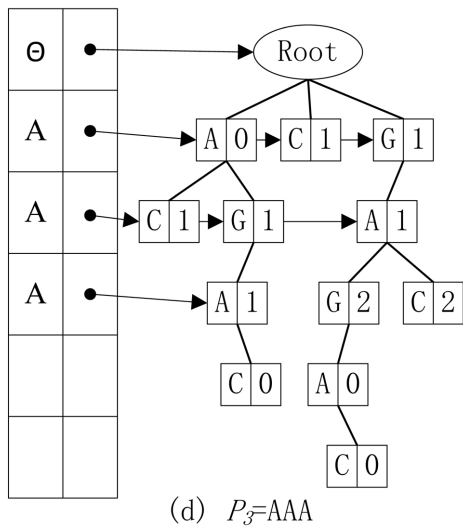 Θ Root
A A 0 C 1 G 1
A C 1 G 1 A 1
A A 1 G 2 C 2
C 0 A 0
C 0
(d) P3=AAA